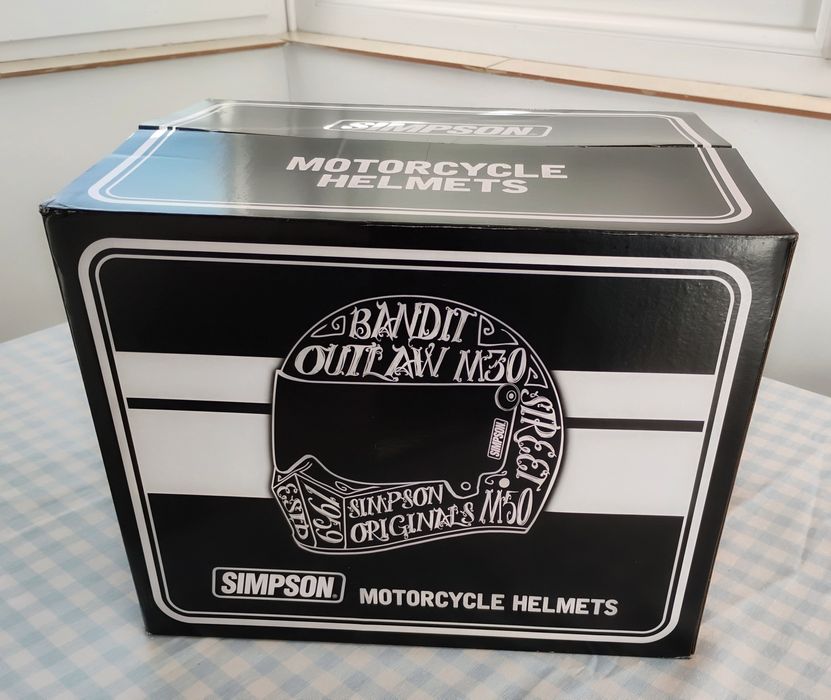 SIMPSON
MOTORCYCLE
HELMETS
BANDIT
OUTLAW M30
STREET
SIMPSON
ESTD
1959
SIMPSON
ORIGINALS
M50
SIMPSON
MOTORCYCLE HELMETS